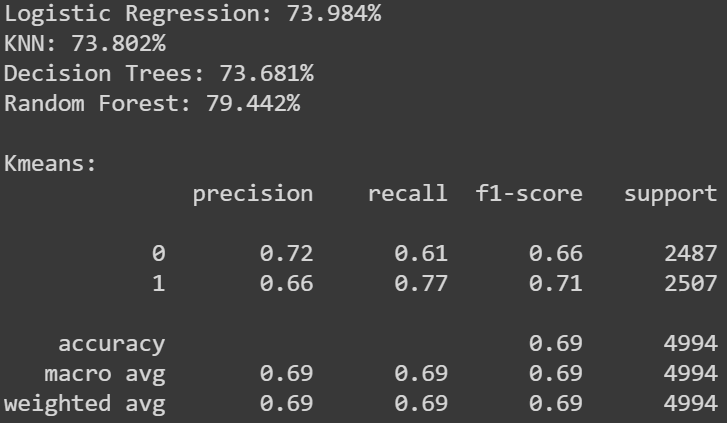 Logistic Regression: 73.984%
KNN: 73.802%
Decision Trees: 73.681%
Random Forest: 79.442%
Kmeans:
precision recall f1-score support
0 0.72 0.61 0.66 2487
1 0.66 0.77 0.71 2507
accuracy 0.69 4994
macro avg 0.69 0.69 0.69 4994
weighted avg 0.69 0.69 0.69 4994